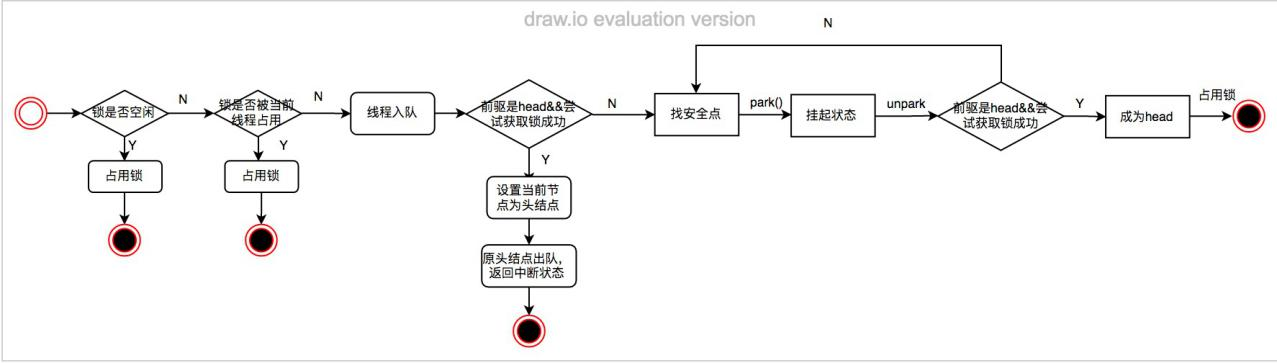 draw.io evaluation version
N
锁是否空闲
N
锁是否被当前
线程占用
N
线程入队
前驱是head&&尝
试获取锁成功
N
找安全点
park()
挂起状态
unpark
前驱是head&&尝
试获取锁成功
Y
成为head
占用锁
Y
占用锁
Y
占用锁
Y
设置当前节
点为头结点
原头结点出队,
返回中断状态